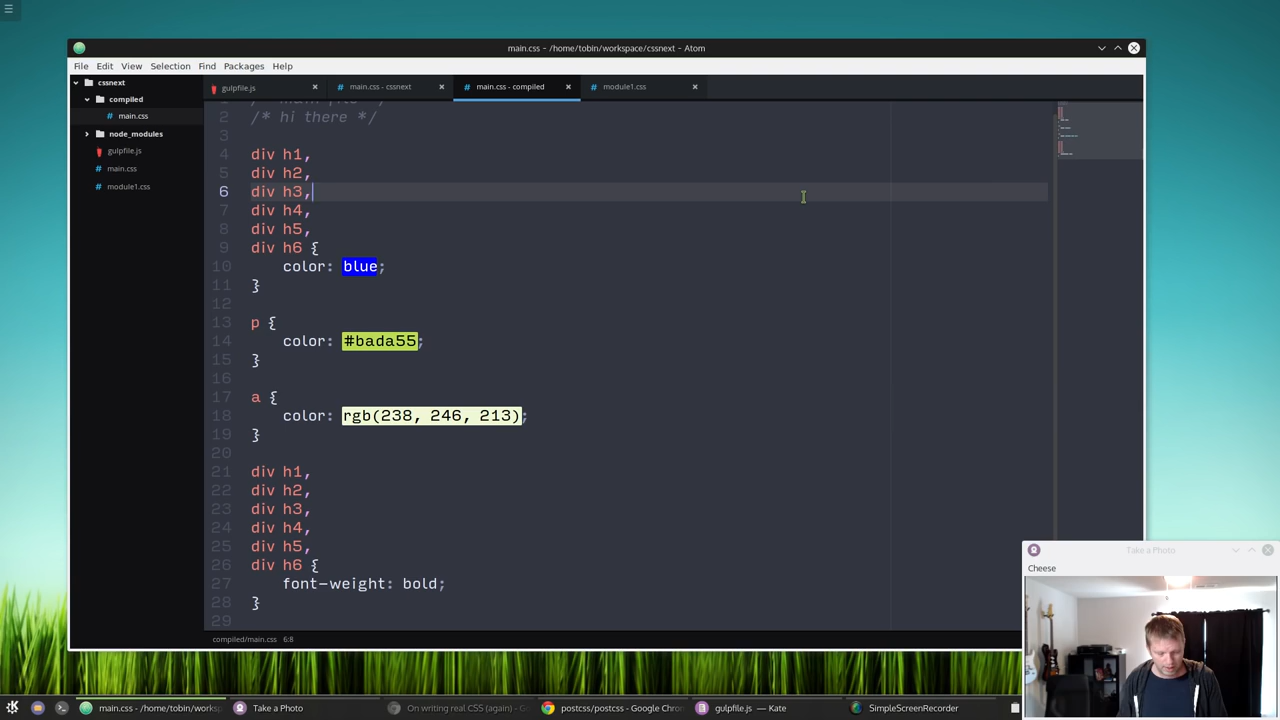 main.css - /home/tobin/workspace/cssnext - Atom
File Edit View Selection Find Packages Help
cssnext
compiled
main.css
node_modules
gulpfile.js
main.css
module1.css
gulpfile.js
main.css - cssnext
main.css - compiled
module1.css
2 /* hi there */
3
4 div h1,
5 div h2,
6 div h3,
7 div h4,
8 div h5,
9 div h6 {
10 color: blue;
11 }
12
13 p {
14 color: #bada55;
15 }
16
17 a {
18 color: rgb(238, 246, 213);
19 }
20
21 div h1,
22 div h2,
23 div h3,
24 div h4,
25 div h5,
26 div h6 {
27 font-weight: bold;
28 }
29
compiled/main.css 6:8
Take a Photo
Cheese
main.css - /home/tobin/works
Take a Photo
On writing real CSS (again) - G
postcss/postcss - Google Chrom
gulpfile.js — Kate
SimpleScreenRecorder